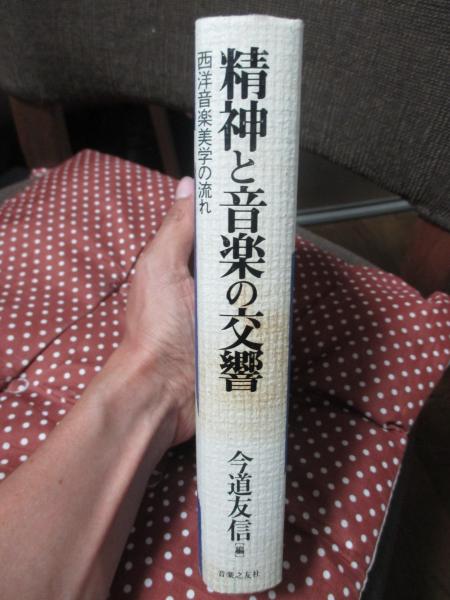 精神と音楽の交響
西洋音楽美学の流れ
今道友信[編]
音楽之友社